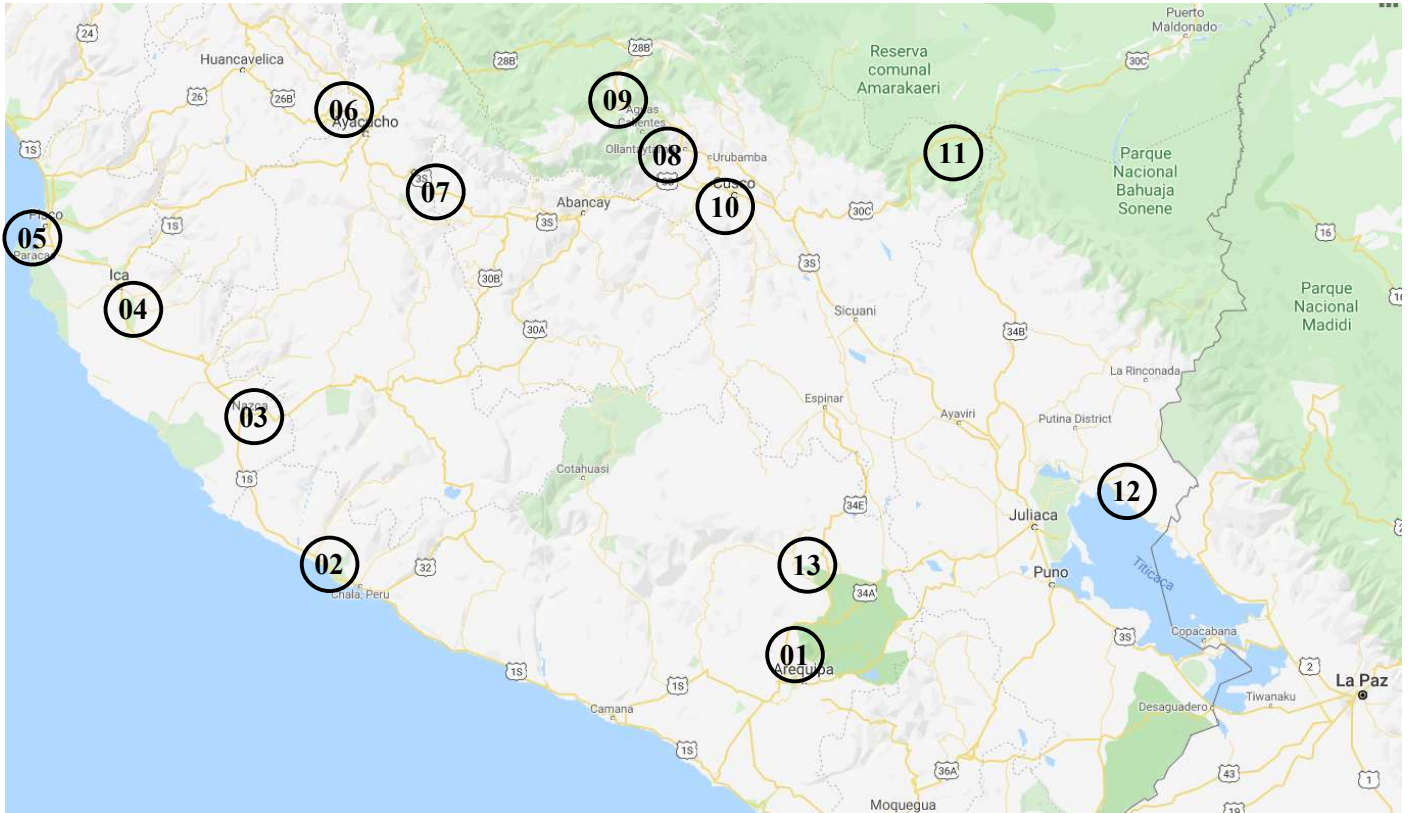 Puerto
Maldonado
24
28B
Huancavelica
28B
30C
Reserva
comunal
Amarakaeri
26
26B
06
Ayacucho
09
Aguas
Calientes
1S
Ollantaytambo
08
Urubamba
11
Parque
Nacional
Bahuaja
Sonene
3S
07
3S
Cusco
10
Abancay
30C
Pisco
05
Paracas
1S
3S
16
Ica
04
30B
3S
Sicuani
Parque
Nacional
Madidi
16
30A
34B
La Rinconada
Nazca
03
Espinar
Ayaviri
Putina District
1S
Cotahuasi
12
34E
Juliaca
02
Chala, Peru
32
13
34A
Puno
Titicaca
3S
Copacabana
01
Arequipa
1S
1S
2
La Paz
Camana
Desaguadero
Tiwanaku
1S
36A
43
1
Moquegua
19